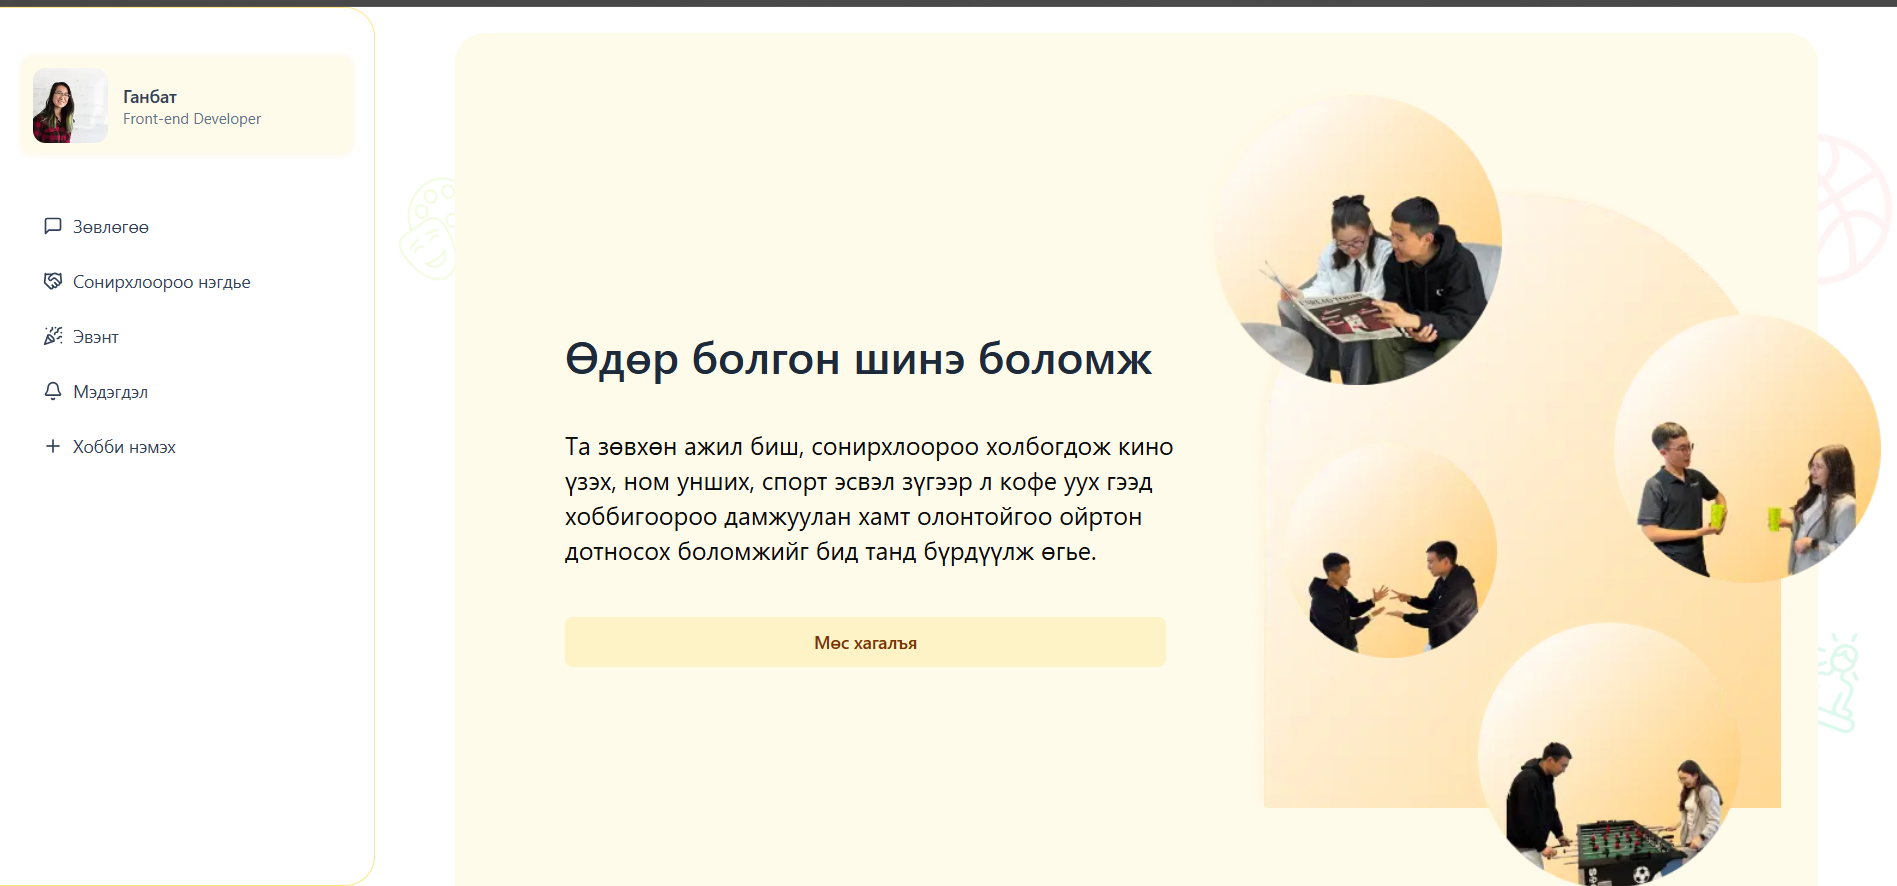 Ганбат
Front-end Developer
Зөвлөгөө
Сонирхлоороо нэгдье
Эвэнт
Мэдэгдэл
Хобби нэмэх
Өдөр болгон шинэ боломж
Та зөвхөн ажил биш, сонирхлоороо холбогдож кино
үзэх, ном унших, спорт эсвэл зүгээр л кофе уух гээд
хоббигоороо дамжуулан хамт олонтойгоо ойртон
дотносох боломжийг бид танд бүрдүүлж өгье.
Мөс хагалъя